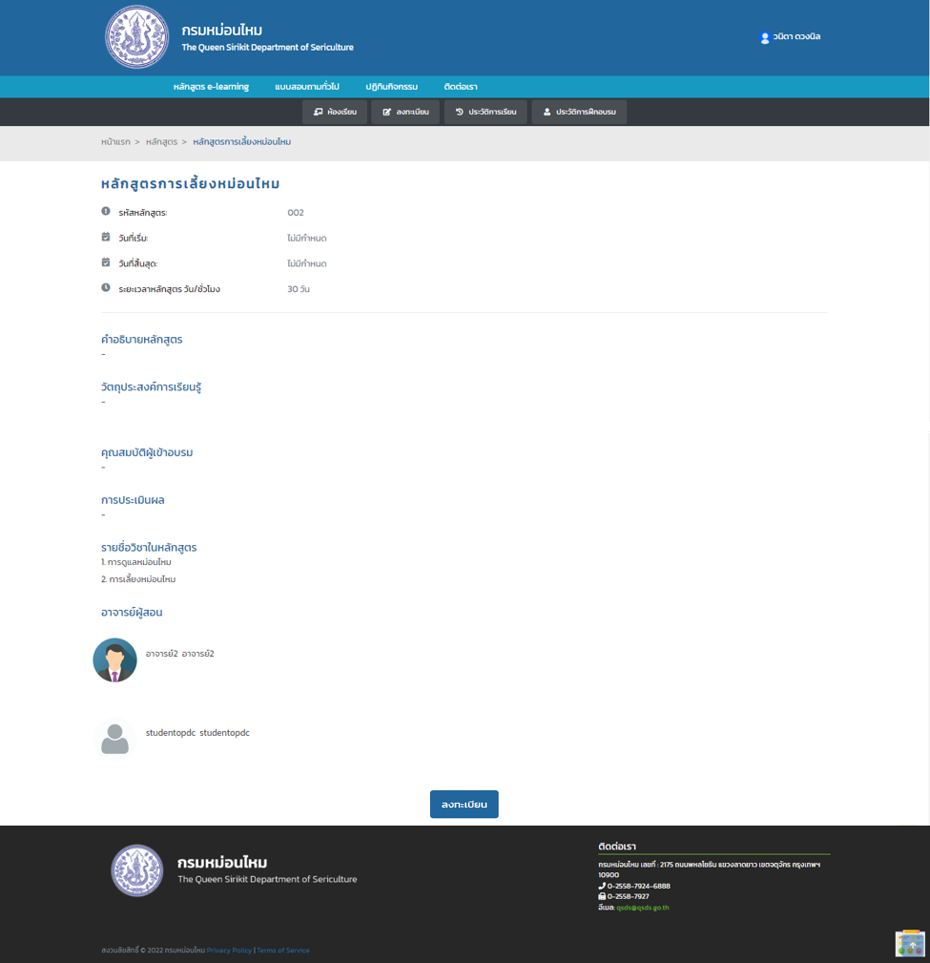 กรมหม่อนไหม
The Queen Sirikit Department of Sericulture
วนิดา ดวงนิล
หลักสูตร e-learning แบบสอบถามทั่วไป ปฏิทินกิจกรรม ติดต่อเรา
ห้องเรียน ลงทะเบียน ประวัติการเรียน ประวัติการฝึกอบรม
หน้าแรก > หลักสูตร > หลักสูตรการเลี้ยงหม่อนไหม
หลักสูตรการเลี้ยงหม่อนไหม
รหัสหลักสูตร: 002
วันที่เริ่ม: ไม่มีกำหนด
วันที่สิ้นสุด: ไม่มีกำหนด
ระยะเวลาหลักสูตร วัน/ชั่วโมง 30 วัน
คำอธิบายหลักสูตร
-
วัตถุประสงค์การเรียนรู้
-
คุณสมบัติผู้เข้าอบรม
-
การประเมินผล
-
รายชื่อวิชาในหลักสูตร
1. การดูแลหม่อนไหม
2. การเลี้ยงหม่อนไหม
อาจารย์ผู้สอน
อาจารย์2 อาจารย์2
studentopdc studentopdc
ลงทะเบียน
กรมหม่อนไหม
The Queen Sirikit Department of Sericulture
ติดต่อเรา
กรมหม่อนไหม เลขที่ : 2175 ถนนพหลโยธิน แขวงลาดยาว เขตจตุจักร กรุงเทพฯ
10900
0-2558-7924-6888
0-2558-7927
อีเมล: qsds@qsds.go.th
สงวนลิขสิทธิ์ © 2022 กรมหม่อนไหม Privacy Policy | Terms of Service